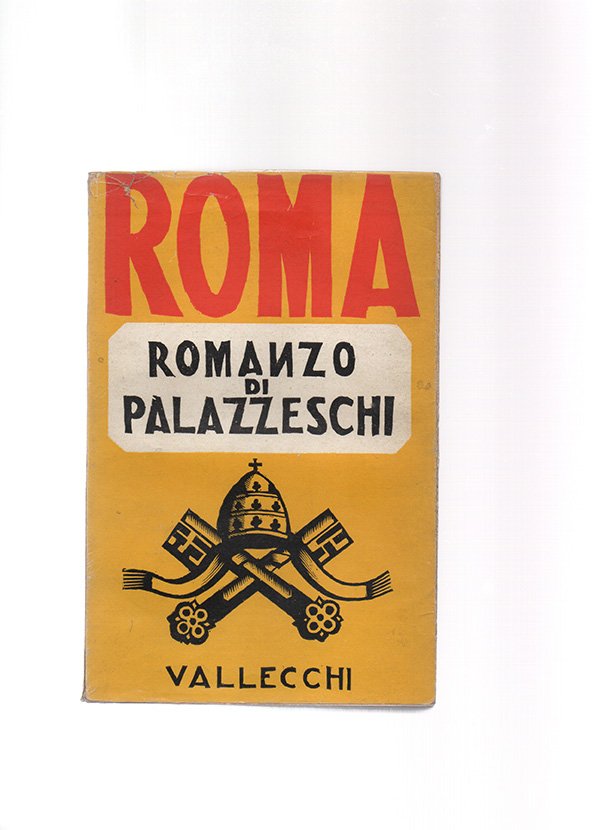 ROMA
ROMANZO
DI
PALAZZESCHI
VALLECCHI